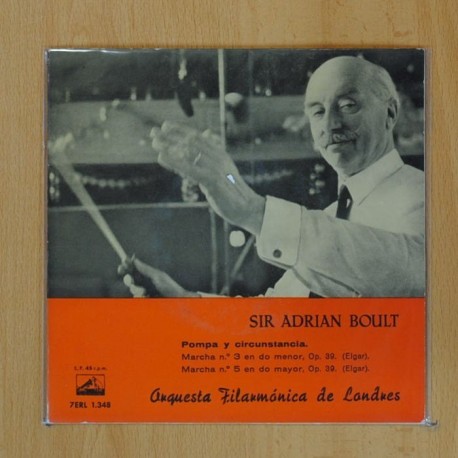 SIR ADRIAN BOULT
Pompa y circunstancia.
Marcha n.º 3 en do menor, Op. 39. (Elgar).
Marcha n.º 5 en do mayor, Op. 39. (Elgar).
L.P. 45 r.p.m.
7ERL 1.348
Orquesta Filarmónica de Londres